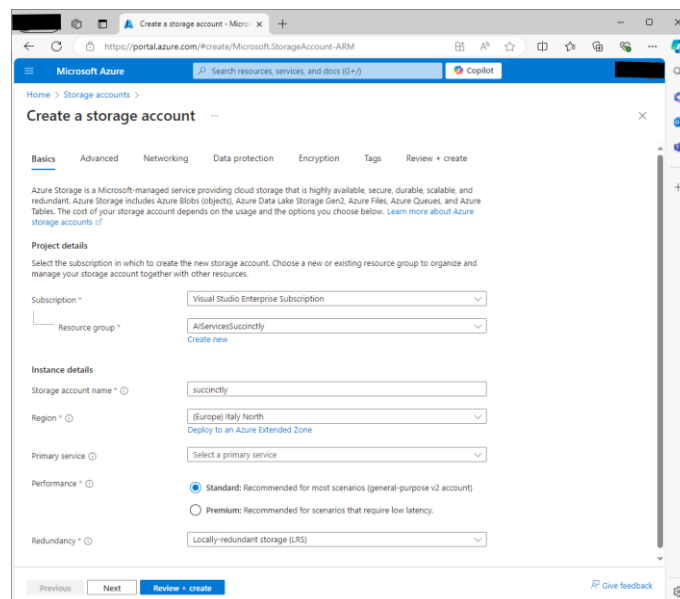 Create a storage account - Micros
https://portal.azure.com/#create/Microsoft.StorageAccount-ARM
Microsoft Azure
Search resources, services, and docs (G+/)
Copilot
Home > Storage accounts >
Create a storage account ...
Basics Advanced Networking Data protection Encryption Tags Review + create
Azure Storage is a Microsoft-managed service providing cloud storage that is highly available, secure, durable, scalable, and
redundant. Azure Storage includes Azure Blobs (objects), Azure Data Lake Storage Gen2, Azure Files, Azure Queues, and Azure
Tables. The cost of your storage account depends on the usage and the options you choose below. Learn more about Azure
storage accounts
Project details
Select the subscription in which to create the new storage account. Choose a new or existing resource group to organize and
manage your storage account together with other resources.
Subscription *
Visual Studio Enterprise Subscription
Resource group *
AIServicesSuccinctly
Create new
Instance details
Storage account name *
succinctly
Region *
(Europe) Italy North
Deploy to an Azure Extended Zone
Primary service
Select a primary service
Performance *
Standard: Recommended for most scenarios (general-purpose v2 account)
Premium: Recommended for scenarios that require low latency.
Redundancy *
Locally-redundant storage (LRS)
Previous Next Review + create
Give feedback